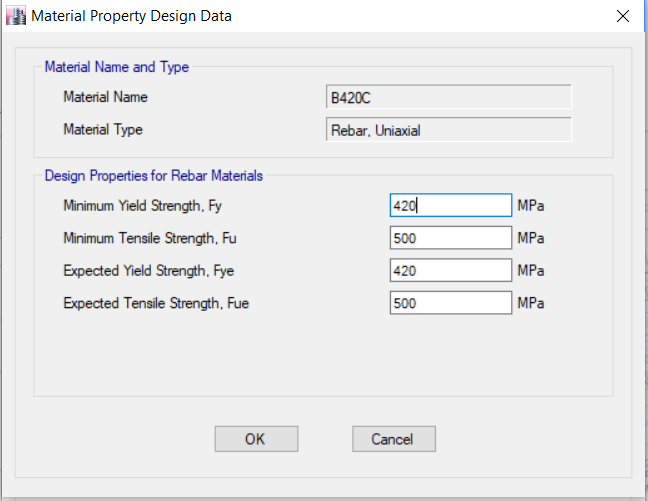 Material Property Design Data
Material Name and Type
Material Name B420C
Material Type Rebar, Uniaxial
Design Properties for Rebar Materials
Minimum Yield Strength, Fy 420 MPa
Minimum Tensile Strength, Fu 500 MPa
Expected Yield Strength, Fye 420 MPa
Expected Tensile Strength, Fue 500 MPa
OK Cancel